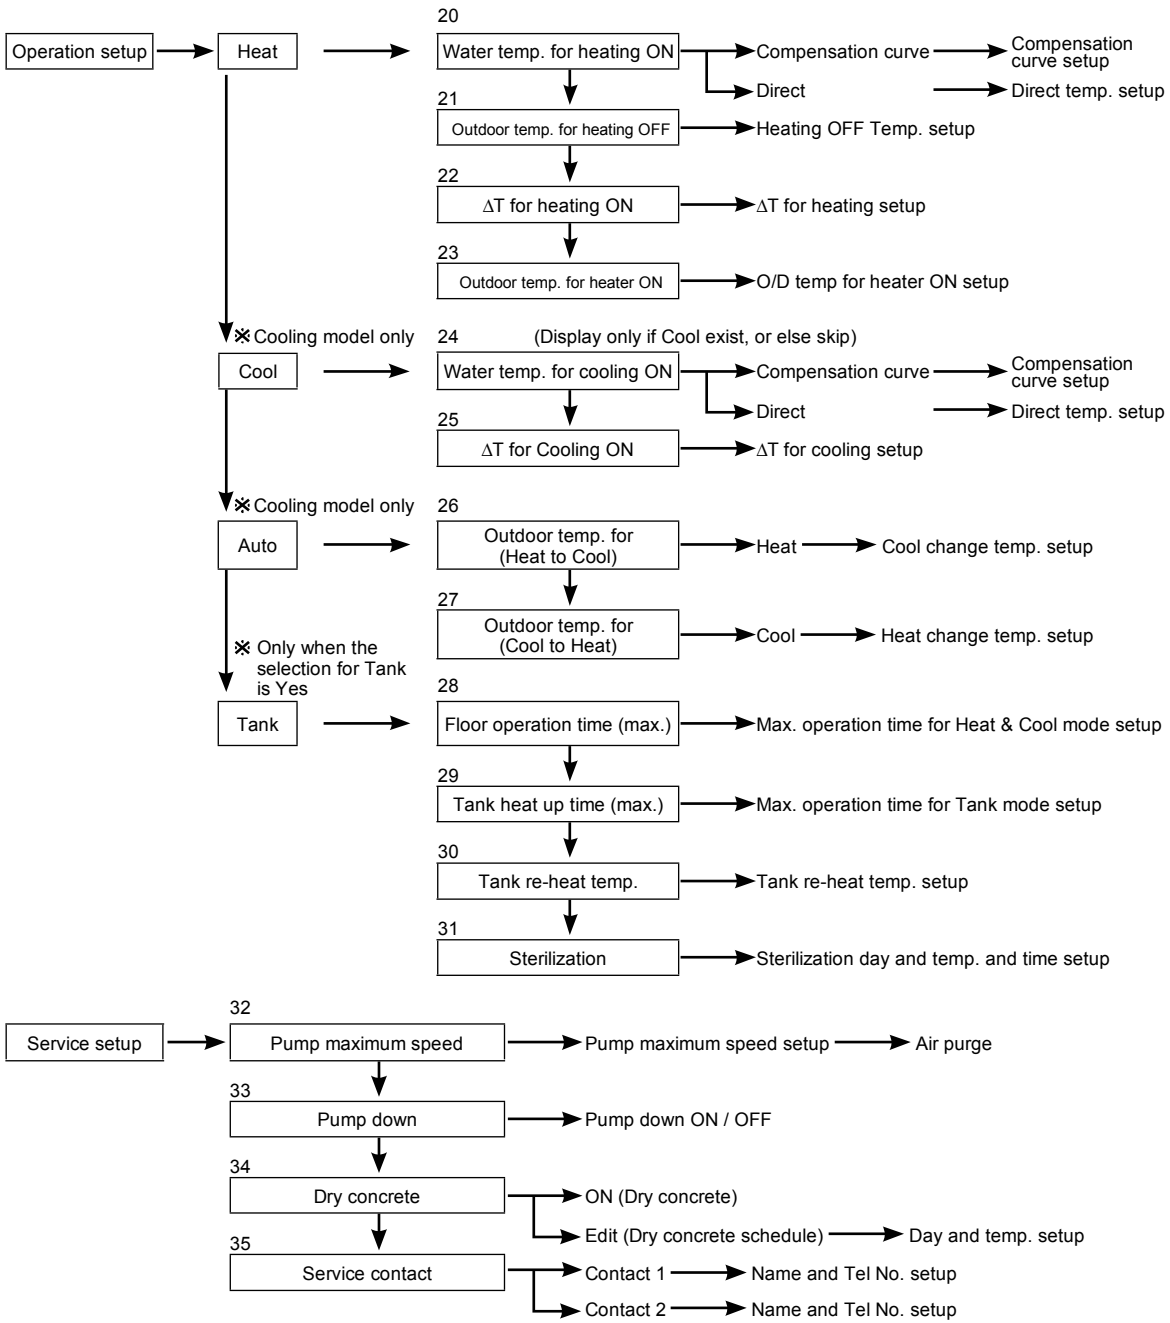 20
Operation setup
Heat
Water temp. for heating ON
Compensation curve
Compensation
curve setup
Direct
Direct temp. setup
21
Outdoor temp. for heating OFF
Heating OFF Temp. setup
22
ΔT for heating ON
ΔT for heating setup
23
Outdoor temp. for heater ON
O/D temp for heater ON setup
※ Cooling model only
24
(Display only if Cool exist, or else skip)
Cool
Water temp. for cooling ON
Compensation curve
Compensation
curve setup
Direct
Direct temp. setup
25
ΔT for Cooling ON
ΔT for cooling setup
※ Cooling model only
26
Auto
Outdoor temp. for
(Heat to Cool)
Heat
Cool change temp. setup
27
Outdoor temp. for
(Cool to Heat)
Cool
Heat change temp. setup
※ Only when the
selection for Tank
is Yes
28
Tank
Floor operation time (max.)
Max. operation time for Heat & Cool mode setup
29
Tank heat up time (max.)
Max. operation time for Tank mode setup
30
Tank re-heat temp.
Tank re-heat temp. setup
31
Sterilization
Sterilization day and temp. and time setup
32
Service setup
Pump maximum speed
Pump maximum speed setup
Air purge
33
Pump down
Pump down ON / OFF
34
Dry concrete
ON (Dry concrete)
Edit (Dry concrete schedule)
Day and temp. setup
35
Service contact
Contact 1
Name and Tel No. setup
Contact 2
Name and Tel No. setup